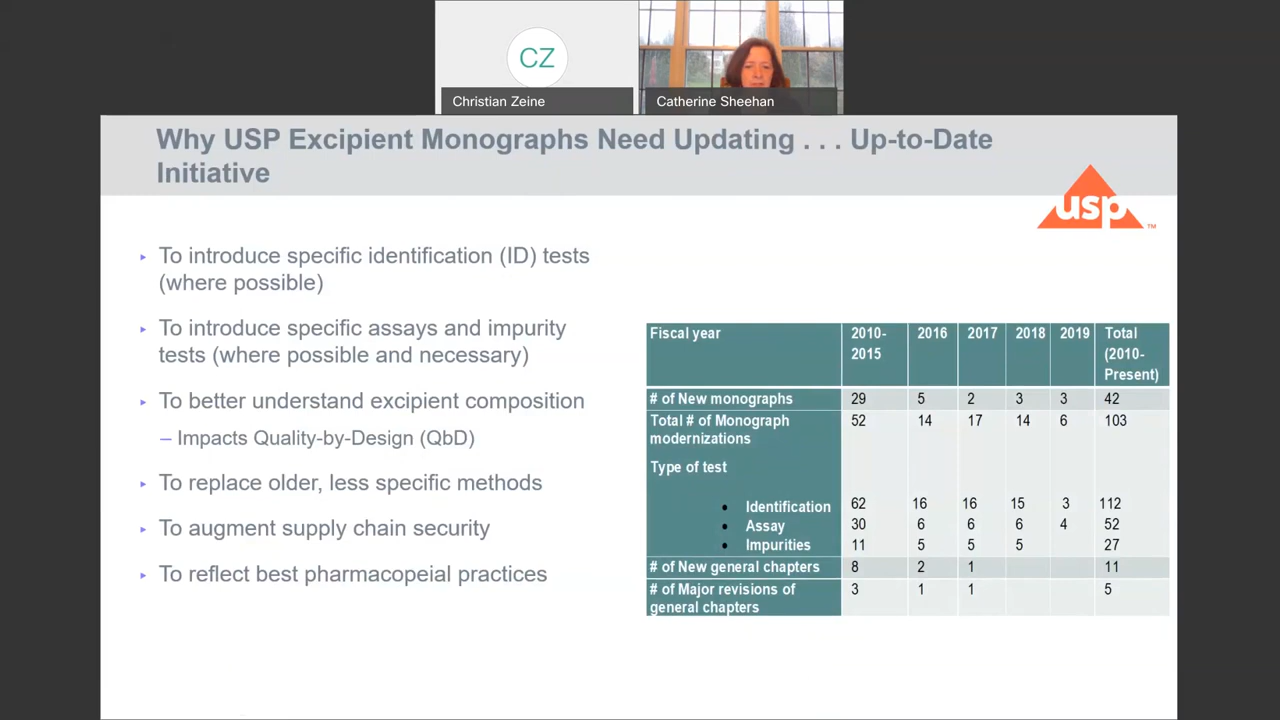 CZ
Christian Zeine
Catherine Sheehan
Why USP Excipient Monographs Need Updating . . . Up-to-Date
Initiative
usp
TM
▸ To introduce specific identification (ID) tests
(where possible)
▸ To introduce specific assays and impurity
tests (where possible and necessary)
▸ To better understand excipient composition
– Impacts Quality-by-Design (QbD)
▸ To replace older, less specific methods
▸ To augment supply chain security
▸ To reflect best pharmacopeial practices
Fiscal year 2010-2015 2016 2017 2018 2019 Total (2010-Present)
# of New monographs 29 5 2 3 3 42
Total # of Monograph modernizations 52 14 17 14 6 103
Type of test
• Identification 62 16 16 15 3 112
• Assay 30 6 6 6 4 52
• Impurities 11 5 5 5 27
# of New general chapters 8 2 1 11
# of Major revisions of general chapters 3 1 1 5